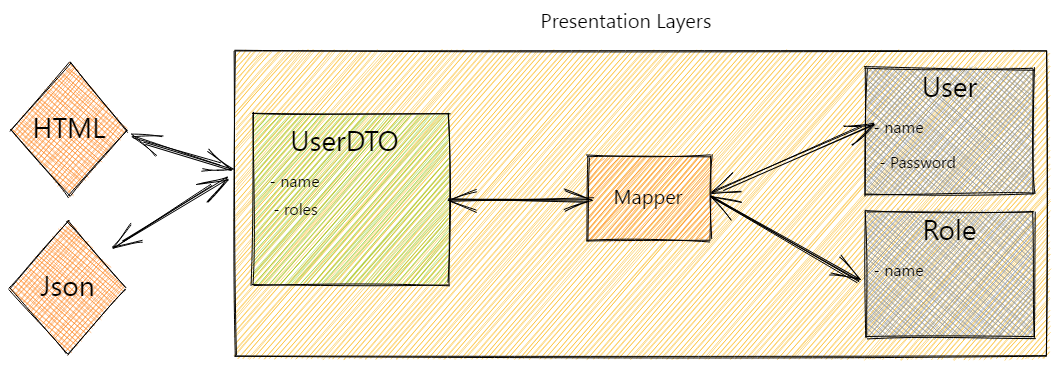 Presentation Layers
HTML
Json
UserDTO
- name
- roles
Mapper
User
- name
- Password
Role
- name